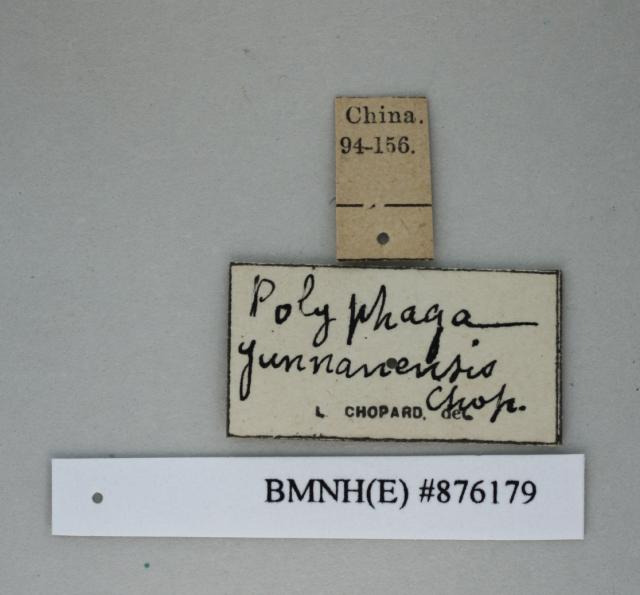 China.
94-156.
Polyphaga
yunnanensis
Chop.
L. CHOPARD, det.
BMNH(E) #876179